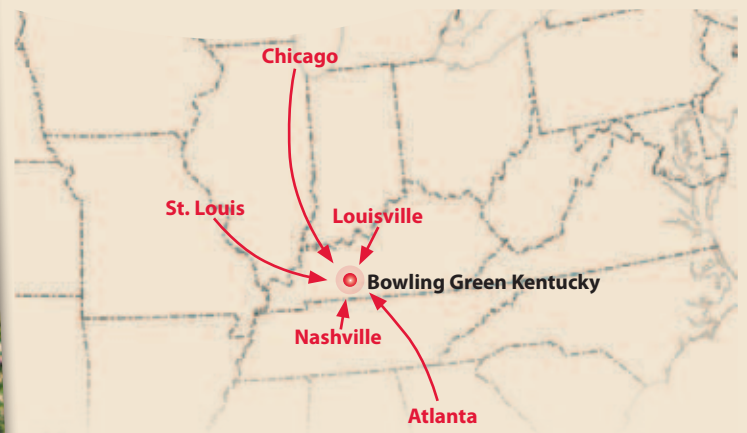 Chicago
St. Louis
Louisville
Bowling Green Kentucky
Nashville
Atlanta